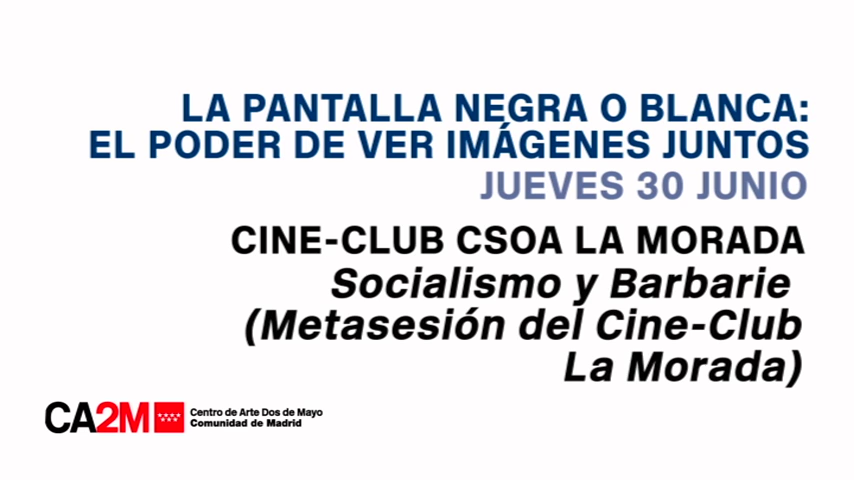 LA PANTALLA NEGRA O BLANCA:
EL PODER DE VER IMÁGENES JUNTOS
JUEVES 30 JUNIO
CINE-CLUB CSOA LA MORADA
Socialismo y Barbarie
(Metasesión del Cine-Club
La Morada)
CA2M
Centro de Arte Dos de Mayo
Comunidad de Madrid